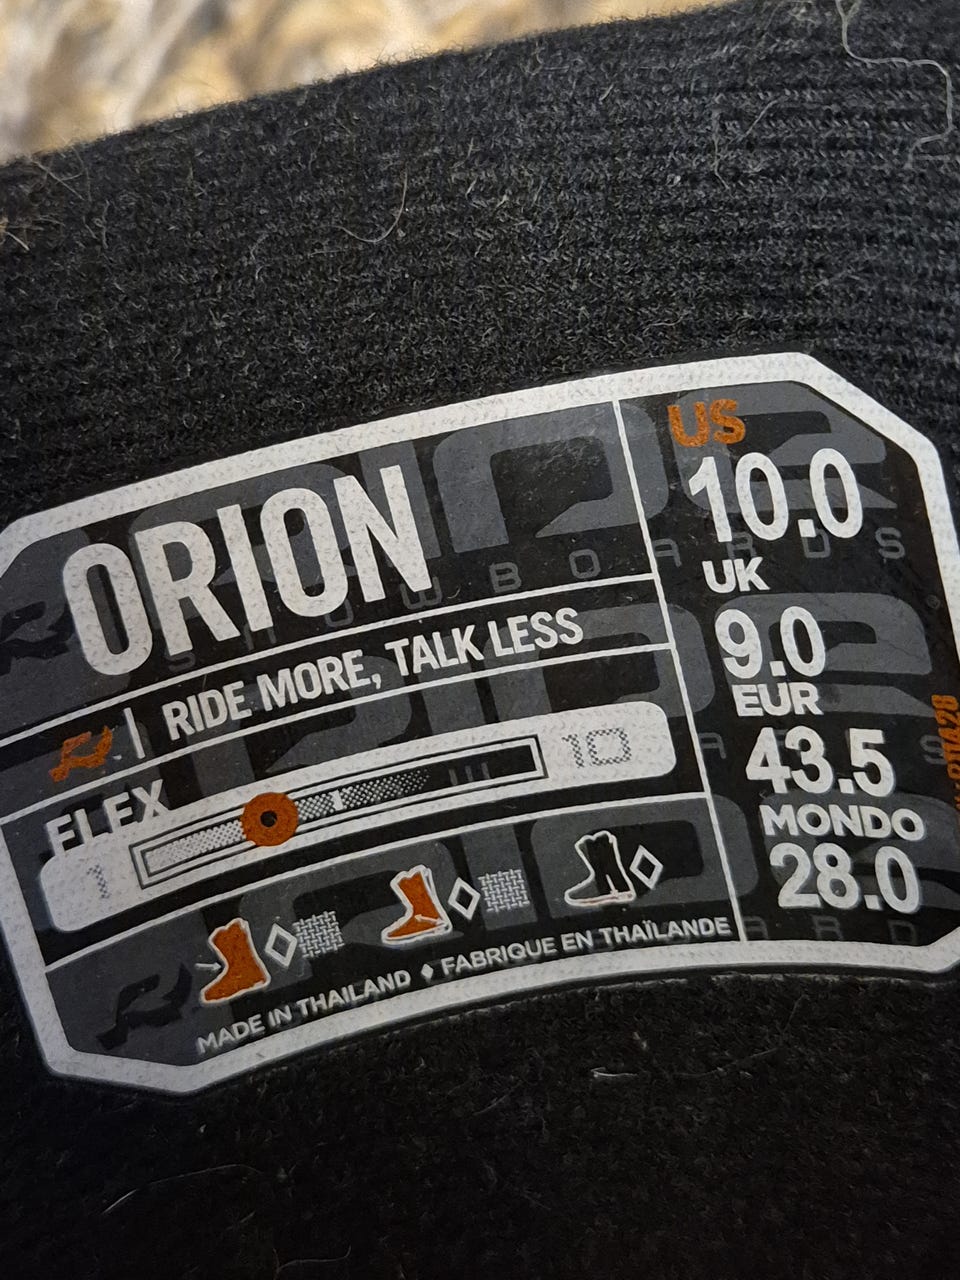 ORION
RIDE MORE, TALK LESS
FLEX
1 10
MADE IN THAILAND ♦ FABRIQUE EN THAÏLANDE
US
10.0
UK
9.0
EUR
43.5
MONDO
28.0
RIDE
SNOWBOARDS